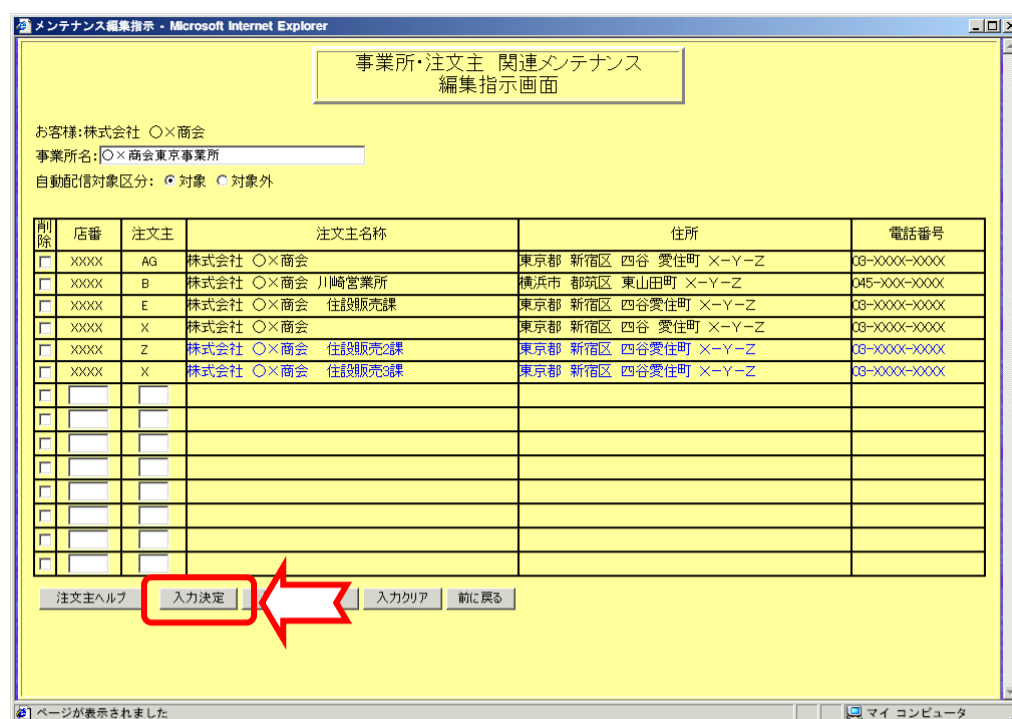 メンテナンス編集指示 - Microsoft Internet Explorer
事業所・注文主 関連メンテナンス
編集指示画面
お客様:株式会社 ○×商会
事業所名: ○×商会東京事業所
自動配信対象区分: 対象 対象外
削除 店番 注文主 注文主名称 住所 電話番号
XXXX AG 株式会社 ○×商会 東京都 新宿区 四谷 愛住町 X-Y-Z 03-XXXX-XXXX
XXXX B 株式会社 ○×商会 川崎営業所 横浜市 都筑区 東山田町 X-Y-Z 045-XXX-XXXX
XXXX E 株式会社 ○×商会 住設販売課 東京都 新宿区 四谷愛住町 X-Y-Z 03-XXXX-XXXX
XXXX X 株式会社 ○×商会 東京都 新宿区 四谷 愛住町 X-Y-Z 03-XXXX-XXXX
XXXX Z 株式会社 ○×商会 住設販売2課 東京都 新宿区 四谷愛住町 X-Y-Z 03-XXXX-XXXX
XXXX X 株式会社 ○×商会 住設販売3課 東京都 新宿区 四谷愛住町 X-Y-Z 03-XXXX-XXXX
注文主ヘルプ 入力決定 入力クリア 前に戻る
ページが表示されました マイ コンピュータ